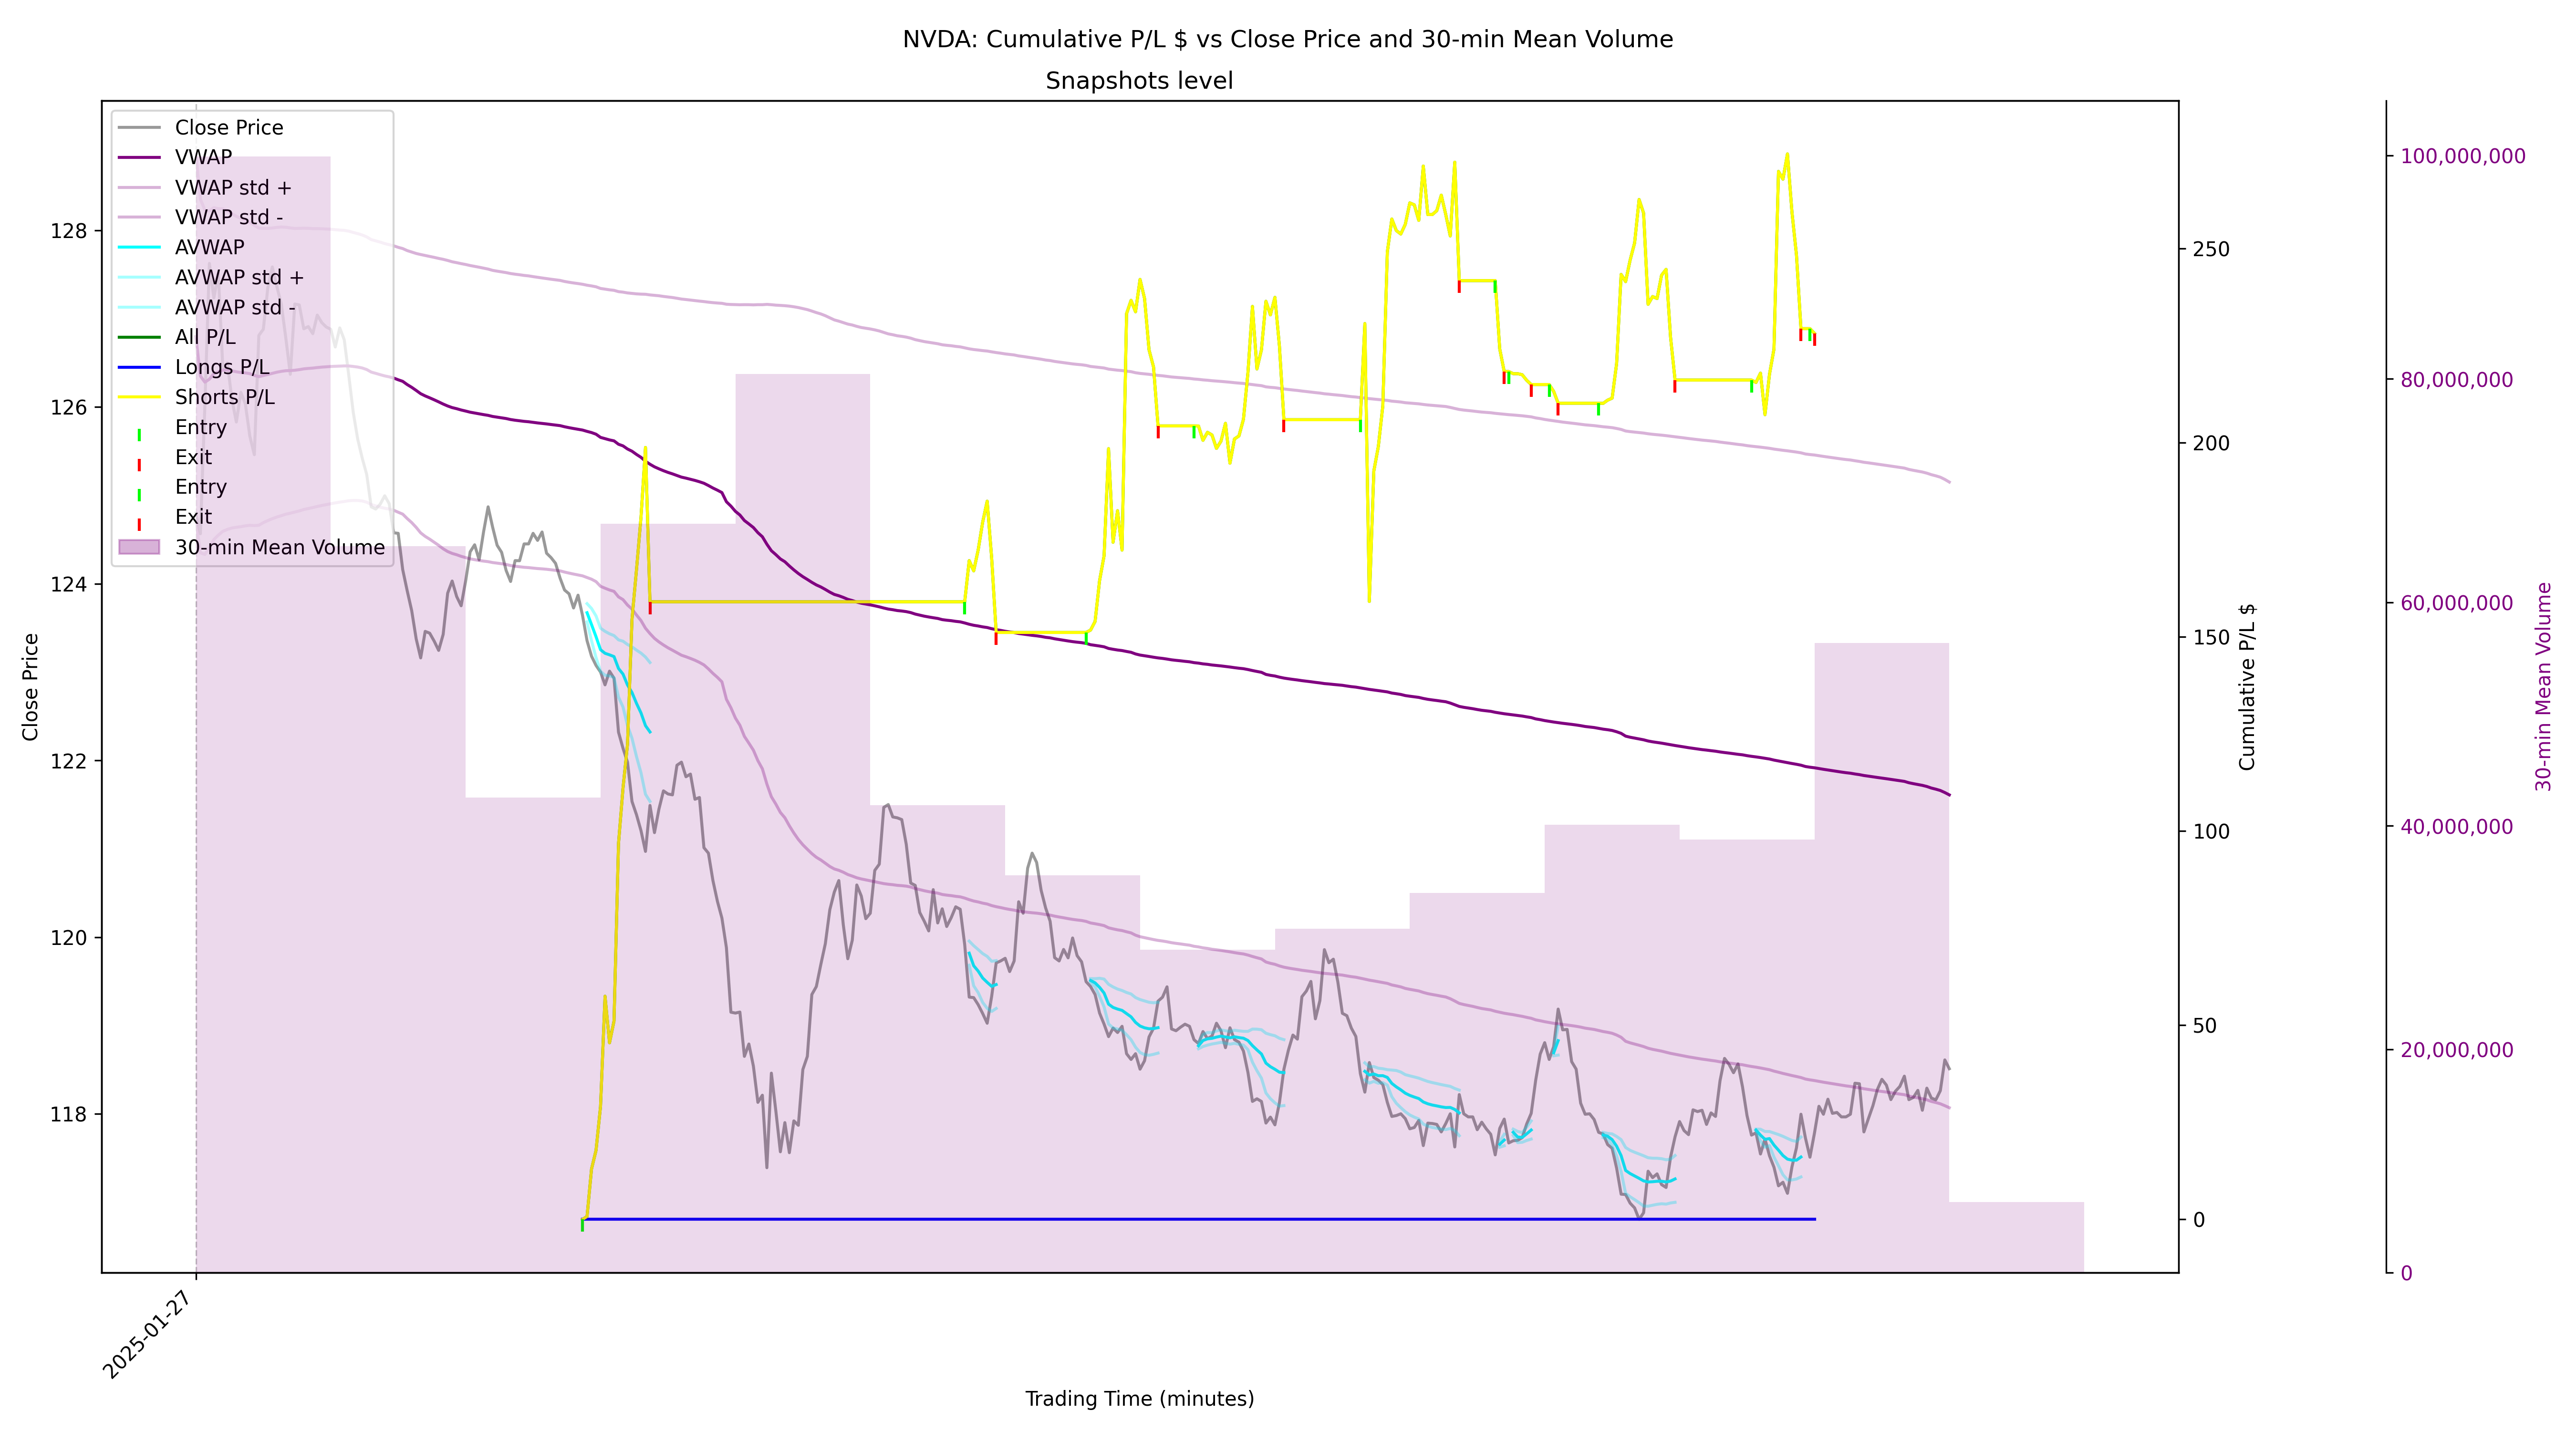 NVDA: Cumulative P/L $ vs Close Price and 30-min Mean Volume
Snapshots level
Close Price
VWAP
VWAP std +
VWAP std -
AVWAP
AVWAP std +
AVWAP std -
All P/L
Longs P/L
Shorts P/L
Entry
Exit
Entry
Exit
30-min Mean Volume
128
126
124
122
120
118
Close Price
250
200
150
100
50
0
Cumulative P/L $
100,000,000
80,000,000
60,000,000
40,000,000
20,000,000
0
30-min Mean Volume
2025-01-27
Trading Time (minutes)